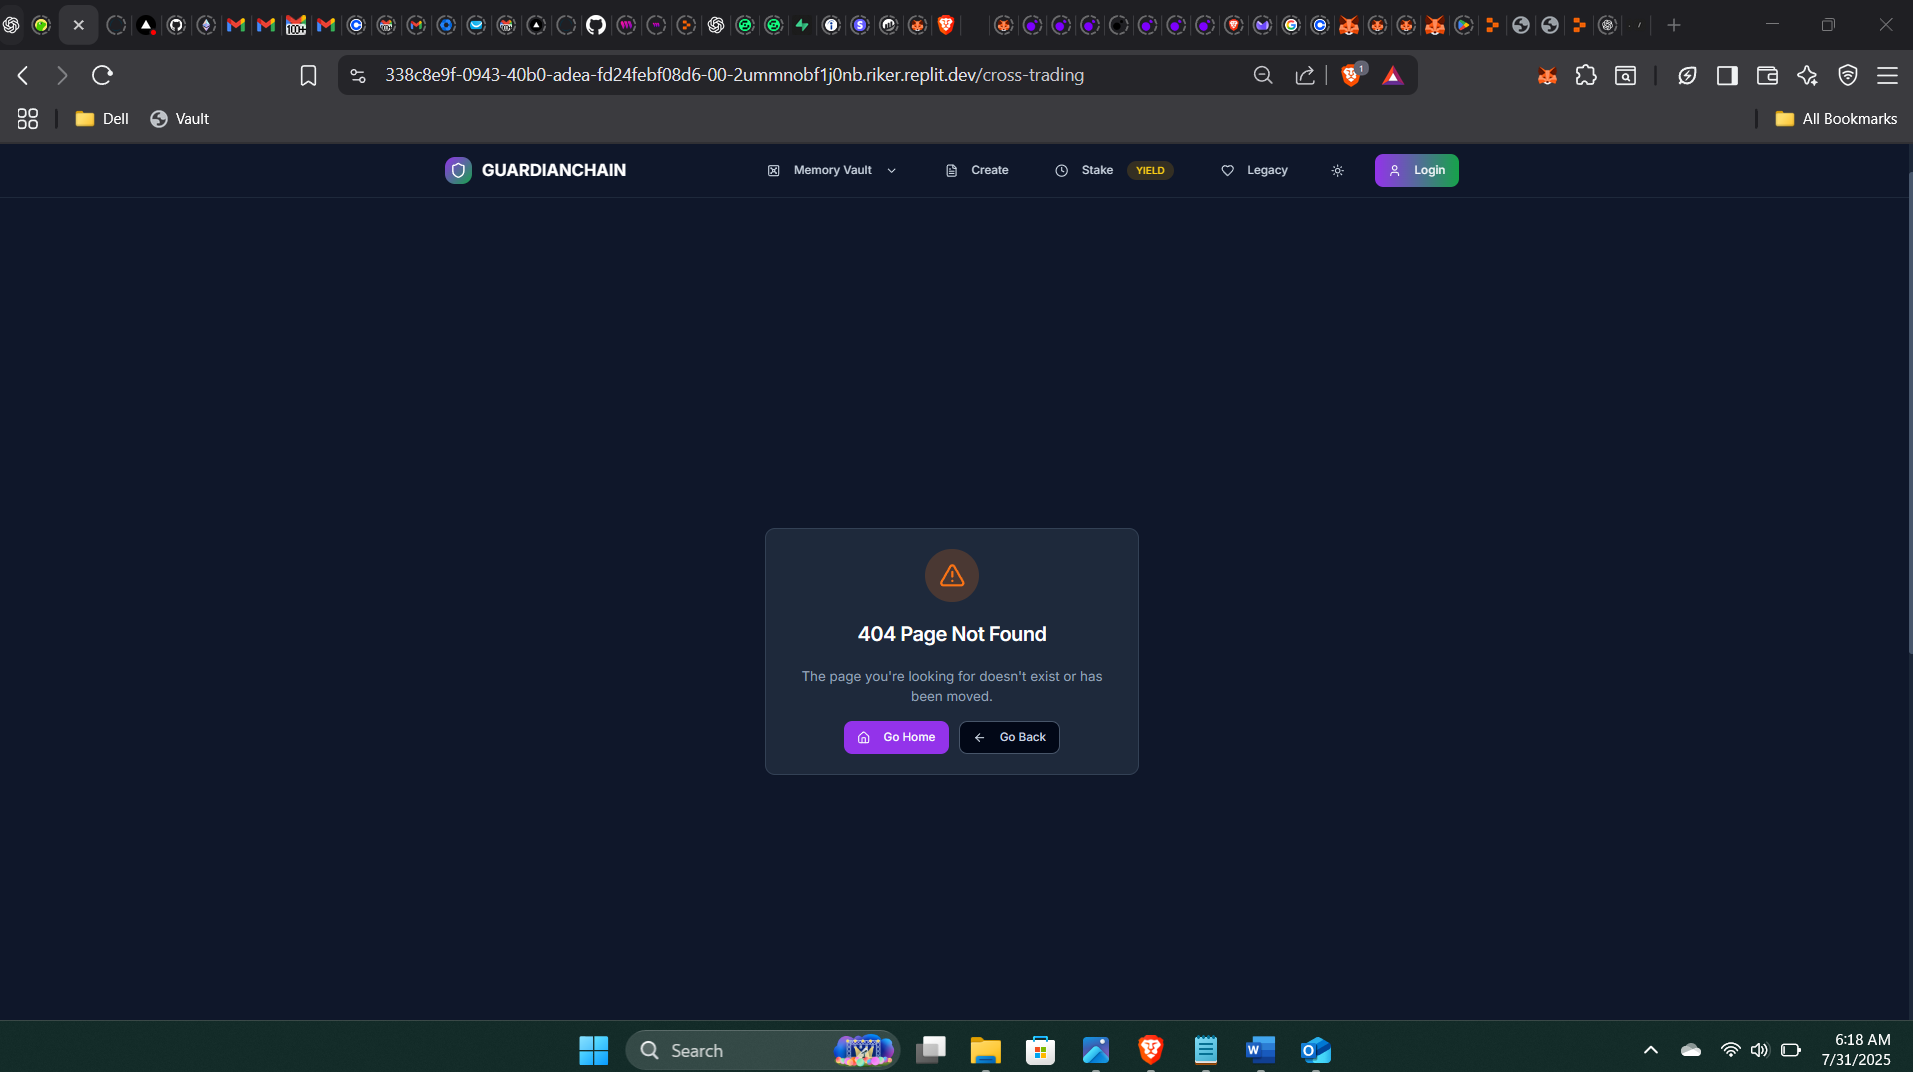 100+
338c8e9f-0943-40b0-adea-fd24febf08d6-00-2ummnobf1j0nb.riker.replit.dev/cross-trading
1
Dell
Vault
All Bookmarks
GUARDIANCHAIN
Memory Vault
Create
Stake
YIELD
Legacy
Login
404 Page Not Found
The page you're looking for doesn't exist or has
been moved.
Go Home
Go Back
Search
6:18 AM
7/31/2025